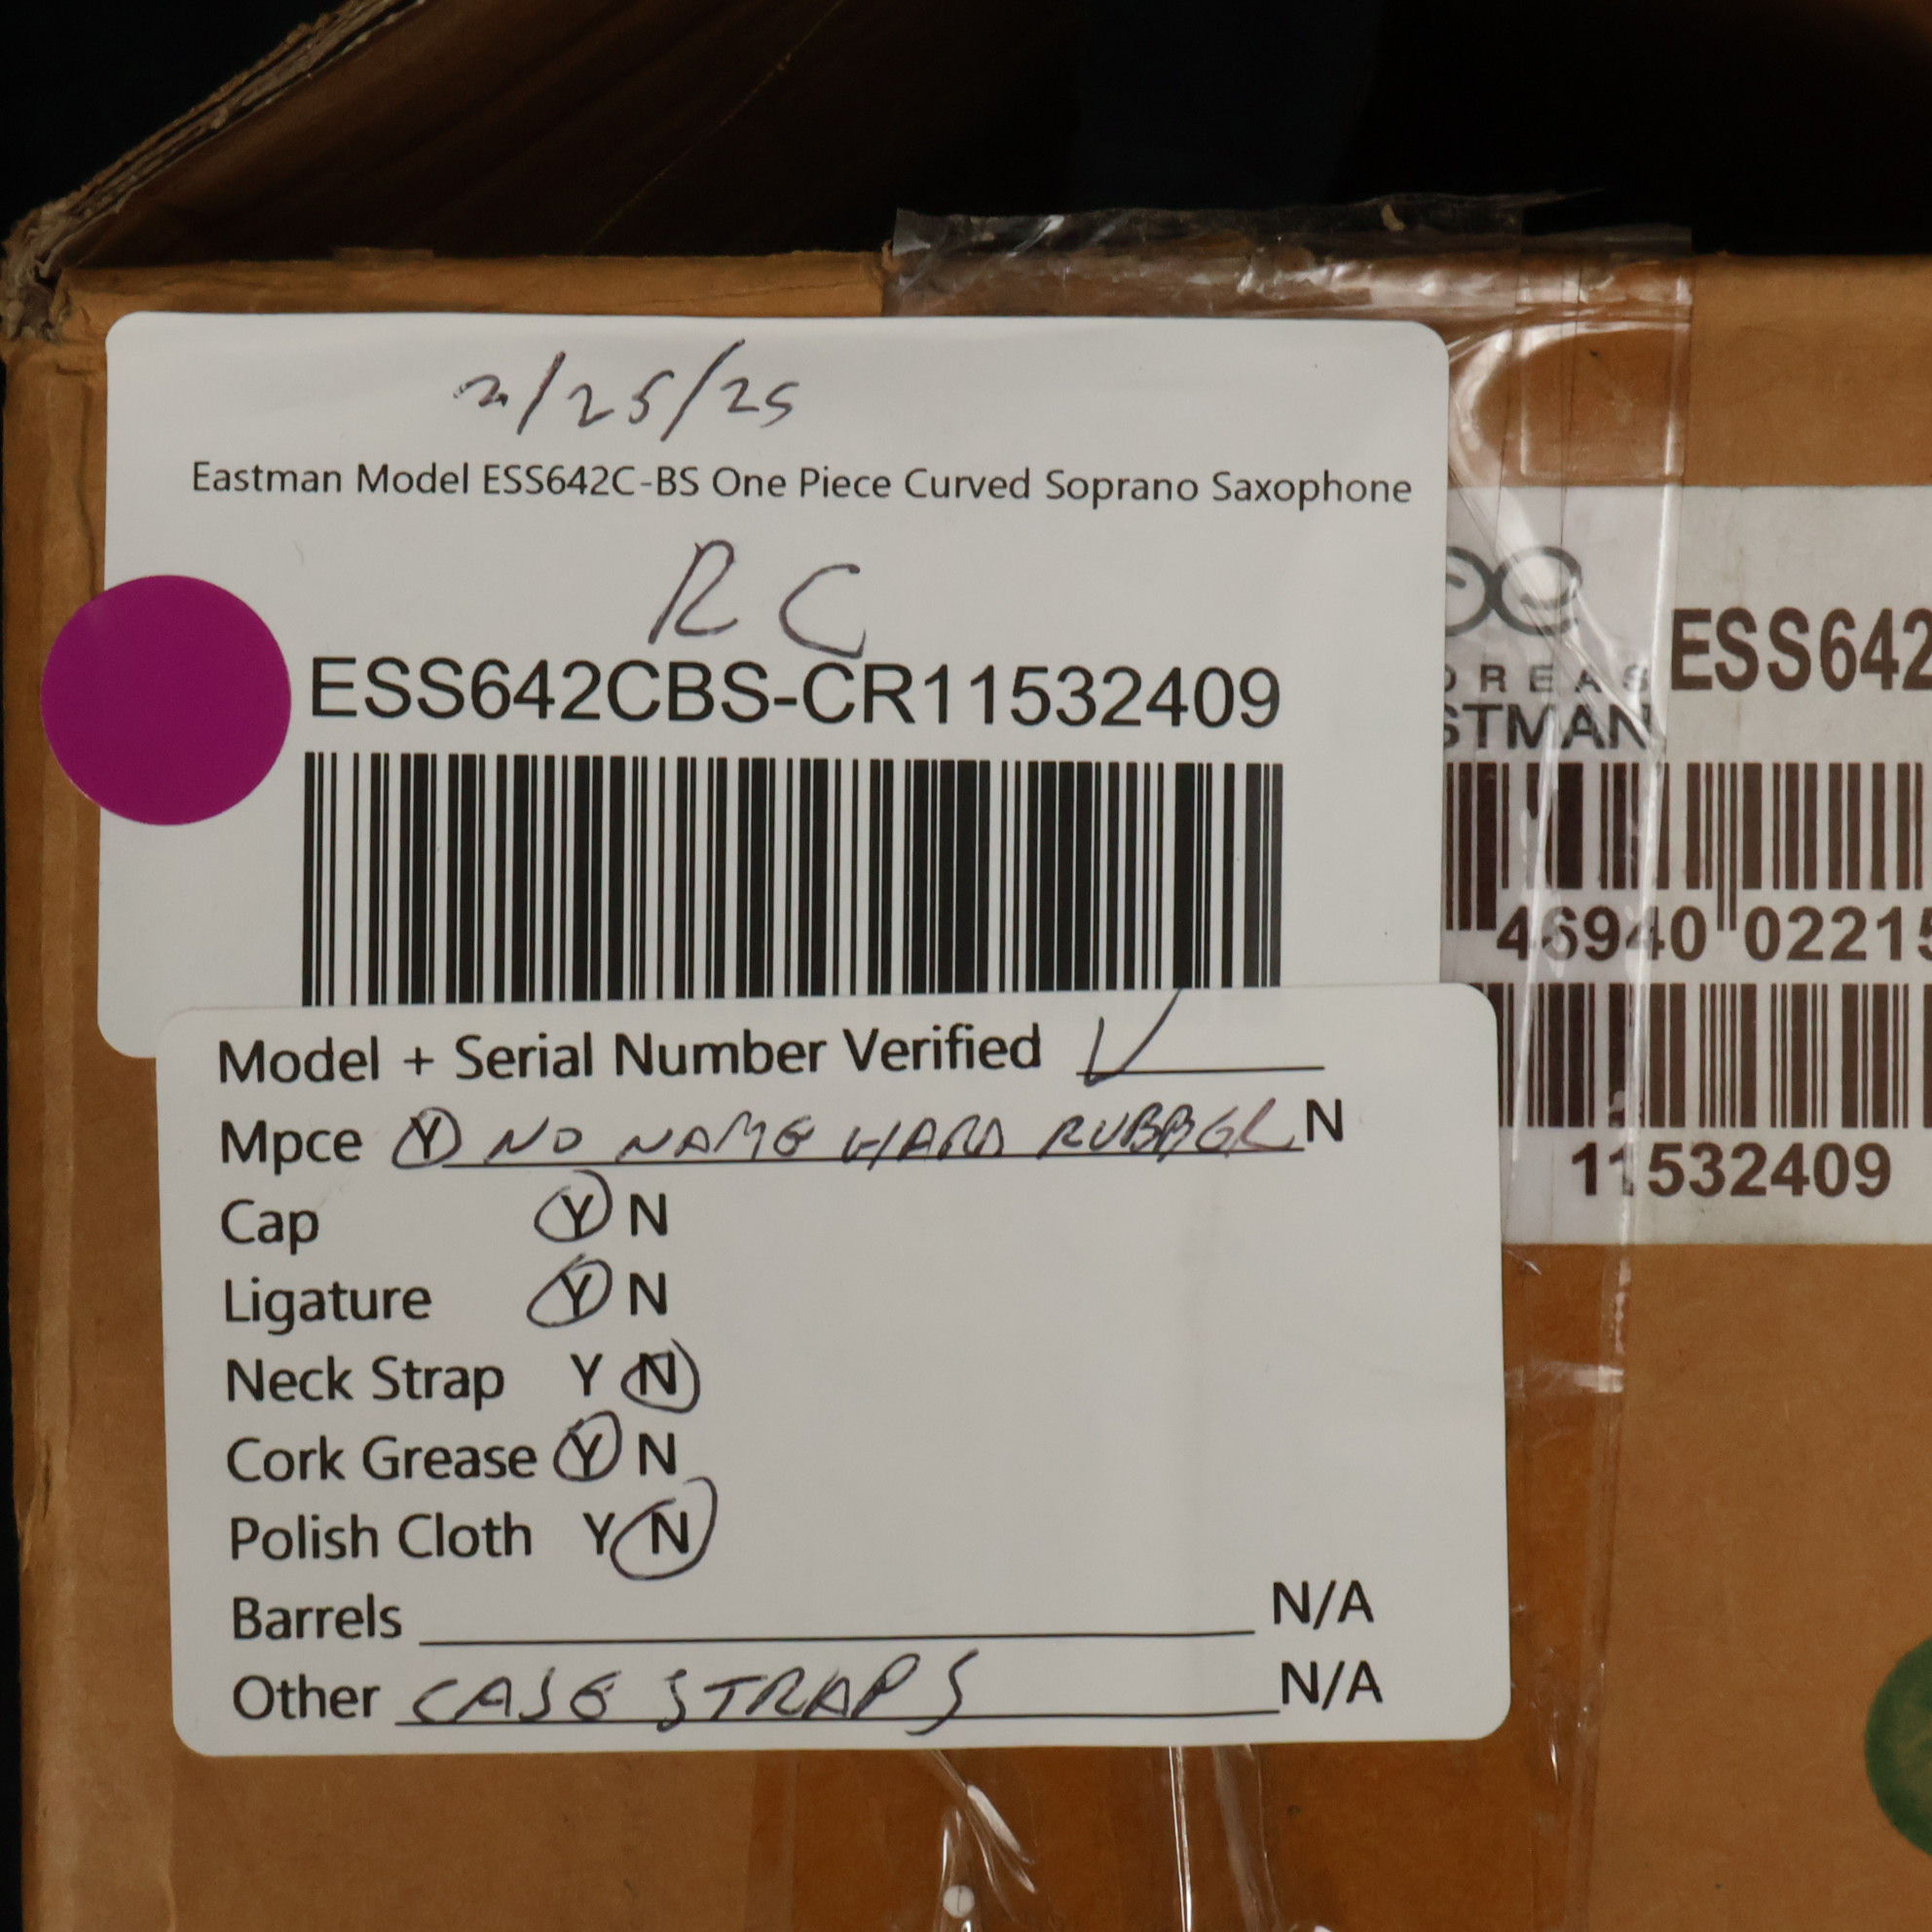 2/25/25
Eastman Model ESS642C-BS One Piece Curved Soprano Saxophone
RC
ESS642CBS-CR11532409
Model + Serial Number Verified ✓
Mpce Y NO NAME HARD RUBBER N
Cap Y N
Ligature Y N
Neck Strap Y N
Cork Grease Y N
Polish Cloth Y N
Barrels N/A
Other CASE STRAPS N/A
DREAS
STMAN
ESS642
46940 02215
11532409